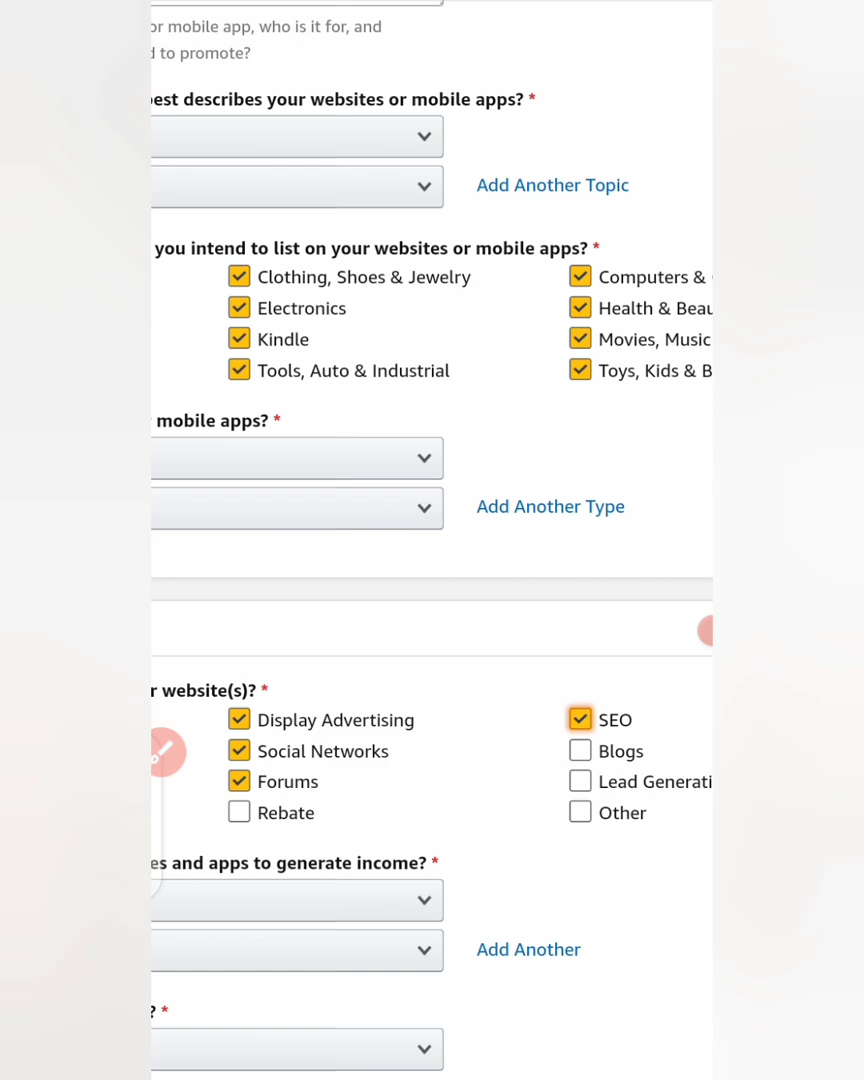 or mobile app, who is it for, and
d to promote?
best describes your websites or mobile apps? *
Add Another Topic
you intend to list on your websites or mobile apps? *
Clothing, Shoes & Jewelry Computers &
Electronics Health & Beau
Kindle Movies, Music
Tools, Auto & Industrial Toys, Kids & B
mobile apps? *
Add Another Type
r website(s)? *
Display Advertising SEO
Social Networks Blogs
Forums Lead Generati
Rebate Other
es and apps to generate income? *
Add Another
? *